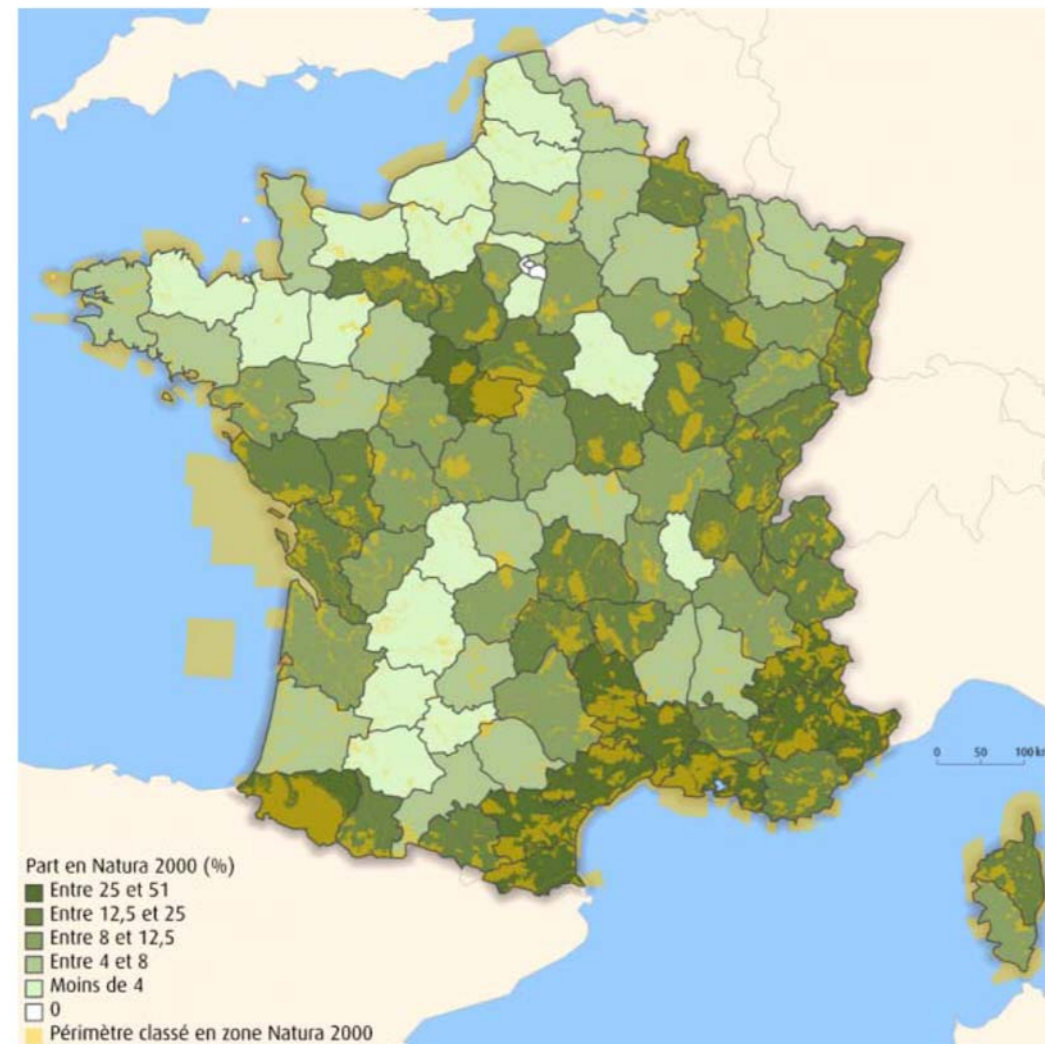 0 50 100 km
Part en Natura 2000 (%)
Entre 25 et 51
Entre 12,5 et 25
Entre 8 et 12,5
Entre 4 et 8
Moins de 4
0
Périmètre classé en zone Natura 2000